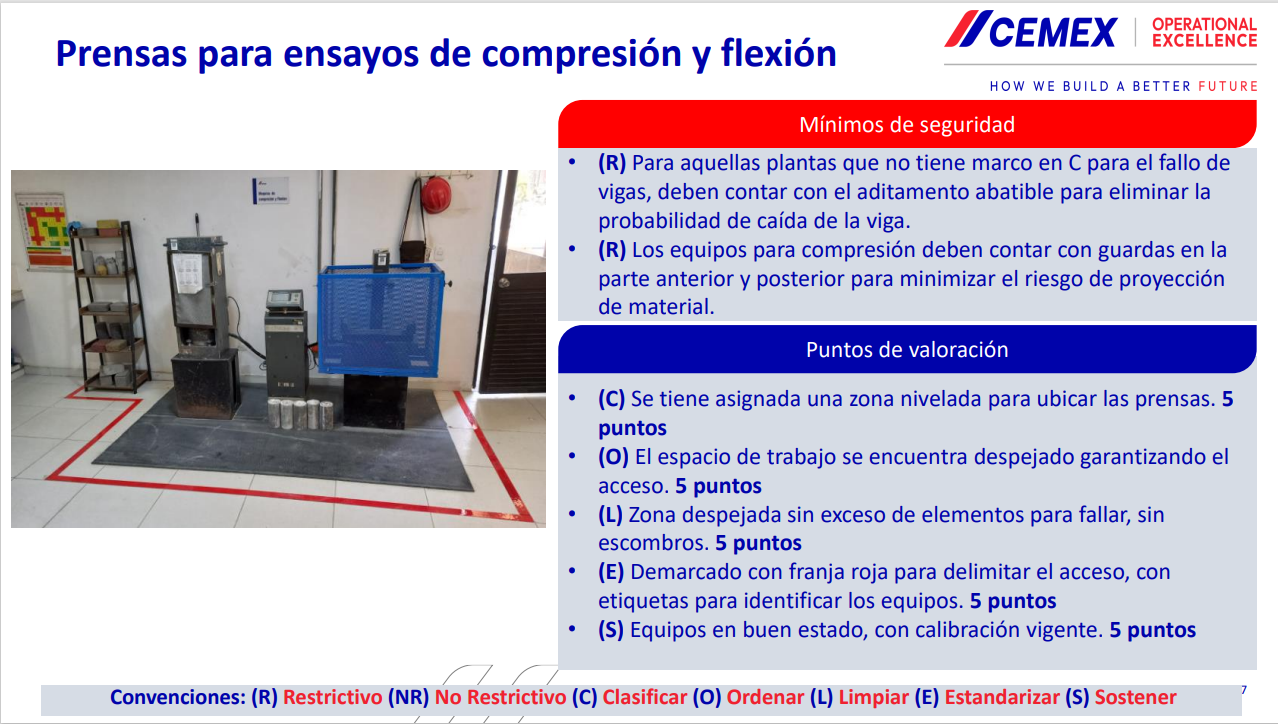 Prensas para ensayos de compresión y flexión
CEMEX
OPERATIONAL
EXCELLENCE
HOW WE BUILD A BETTER FUTURE
Mínimos de seguridad
• (R) Para aquellas plantas que no tiene marco en C para el fallo de
vigas, deben contar con el aditamento abatible para eliminar la
probabilidad de caída de la viga.
• (R) Los equipos para compresión deben contar con guardas en la
parte anterior y posterior para minimizar el riesgo de proyección
de material.
Puntos de valoración
• (C) Se tiene asignada una zona nivelada para ubicar las prensas. 5
puntos
• (O) El espacio de trabajo se encuentra despejado garantizando el
acceso. 5 puntos
• (L) Zona despejada sin exceso de elementos para fallar, sin
escombros. 5 puntos
• (E) Demarcado con franja roja para delimitar el acceso, con
etiquetas para identificar los equipos. 5 puntos
• (S) Equipos en buen estado, con calibración vigente. 5 puntos
Convenciones: (R) Restrictivo (NR) No Restrictivo (C) Clasificar (O) Ordenar (L) Limpiar (E) Estandarizar (S) Sostener
7